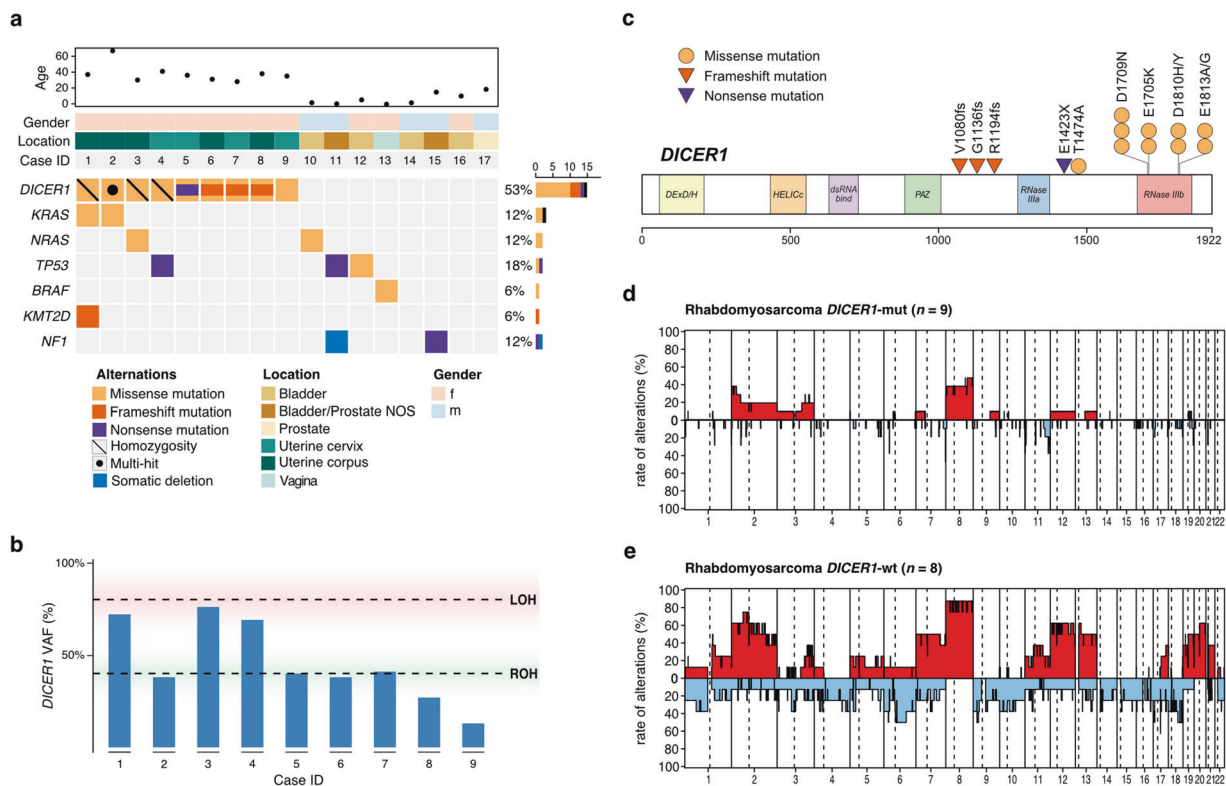 a
Age
60
40
20
0
Gender
Location
Case ID 1 2 3 4 5 6 7 8 9 10 11 12 13 14 15 16 17
0 5 10 15
DICER1 53%
KRAS 12%
NRAS 12%
TP53 18%
BRAF 6%
KMT2D 6%
NF1 12%
Alternations
Missense mutation
Frameshift mutation
Nonsense mutation
Homozygosity
Multi-hit
Somatic deletion
Location
Bladder
Bladder/Prostate NOS
Prostate
Uterine cervix
Uterine corpus
Vagina
Gender
f
m
b
DICER1 VAF (%)
100%
50%
LOH
ROH
1 2 3 4 5 6 7 8 9
Case ID
c
Missense mutation
Frameshift mutation
Nonsense mutation
DICER1
V1080fs
G1136fs
R1194fs
E1423X
T1474A
D1709N
E1705K
D1810H/Y
E1813A/G
DExD/H
HELICc
dsRNA
bind
PAZ
RNase
IIIa
RNase IIIb
0 500 1000 1500 1922
d
Rhabdomyosarcoma DICER1-mut (n = 9)
rate of alterations (%)
100
80
60
40
20
0
20
40
60
80
100
1 2 3 4 5 6 7 8 9 10 11 12 13 14 15 16 17 18 19 20 21 22
e
Rhabdomyosarcoma DICER1-wt (n = 8)
rate of alterations (%)
100
80
60
40
20
0
20
40
60
80
100
1 2 3 4 5 6 7 8 9 10 11 12 13 14 15 16 17 18 19 20 21 22